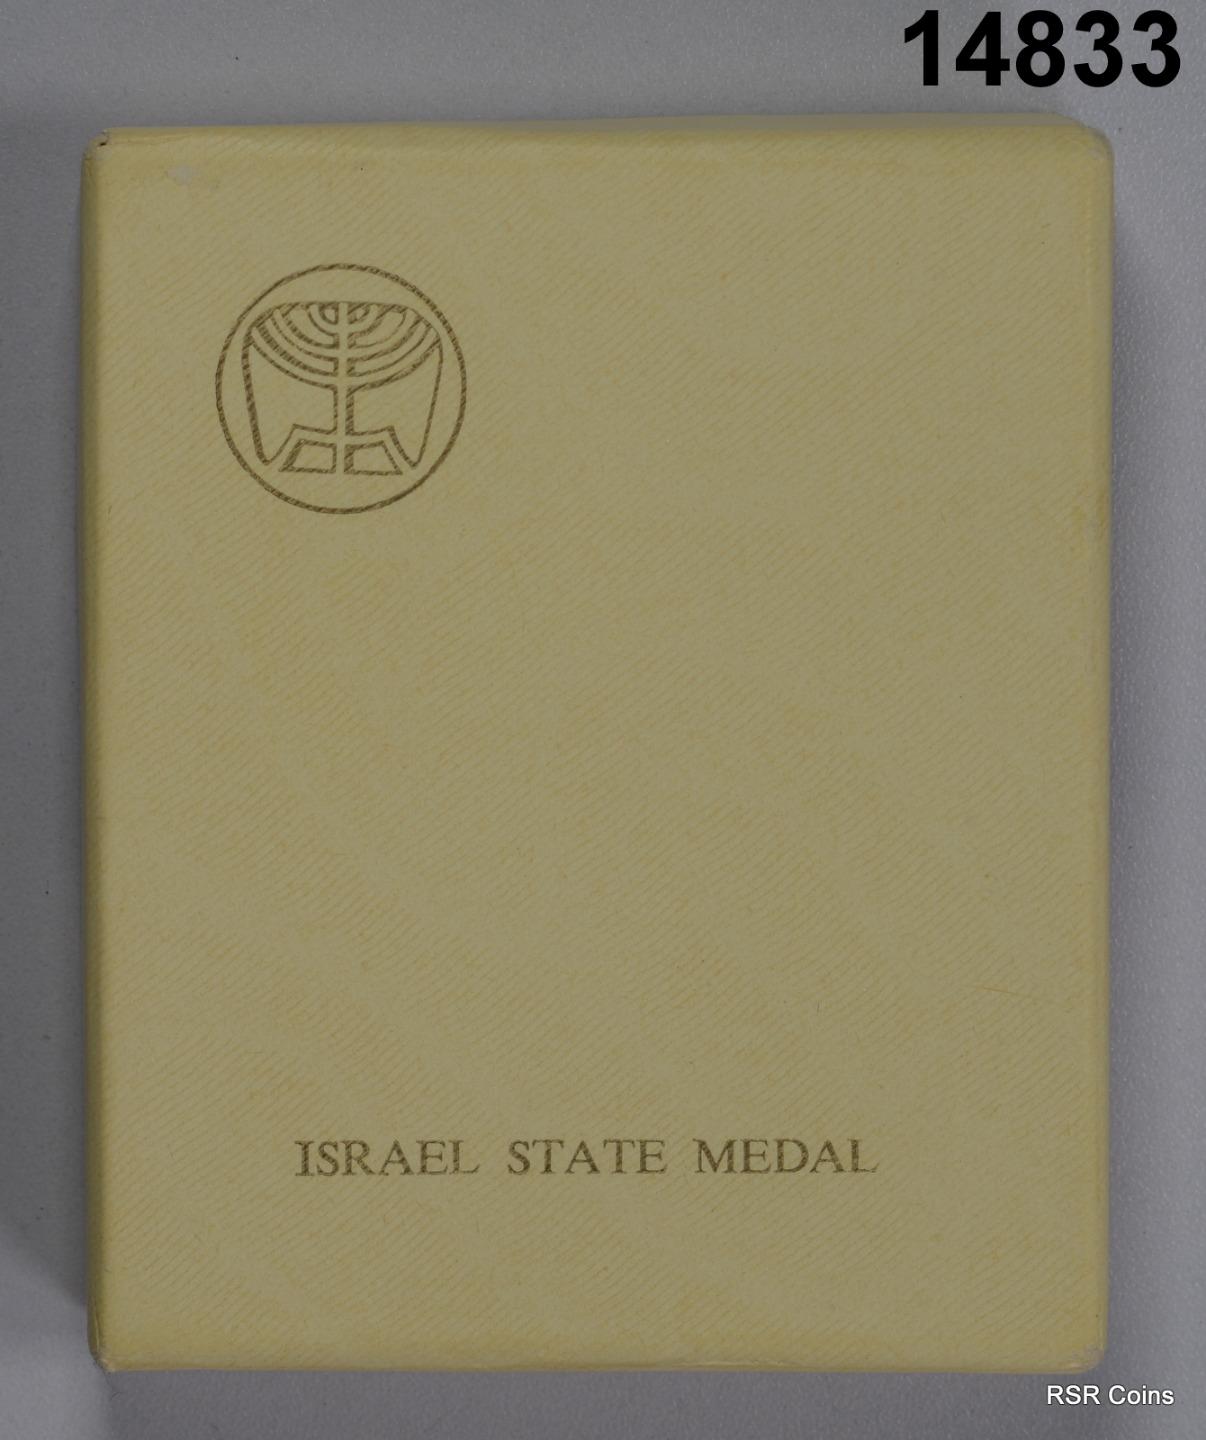 14833
ISRAEL STATE MEDAL
RSR Coins